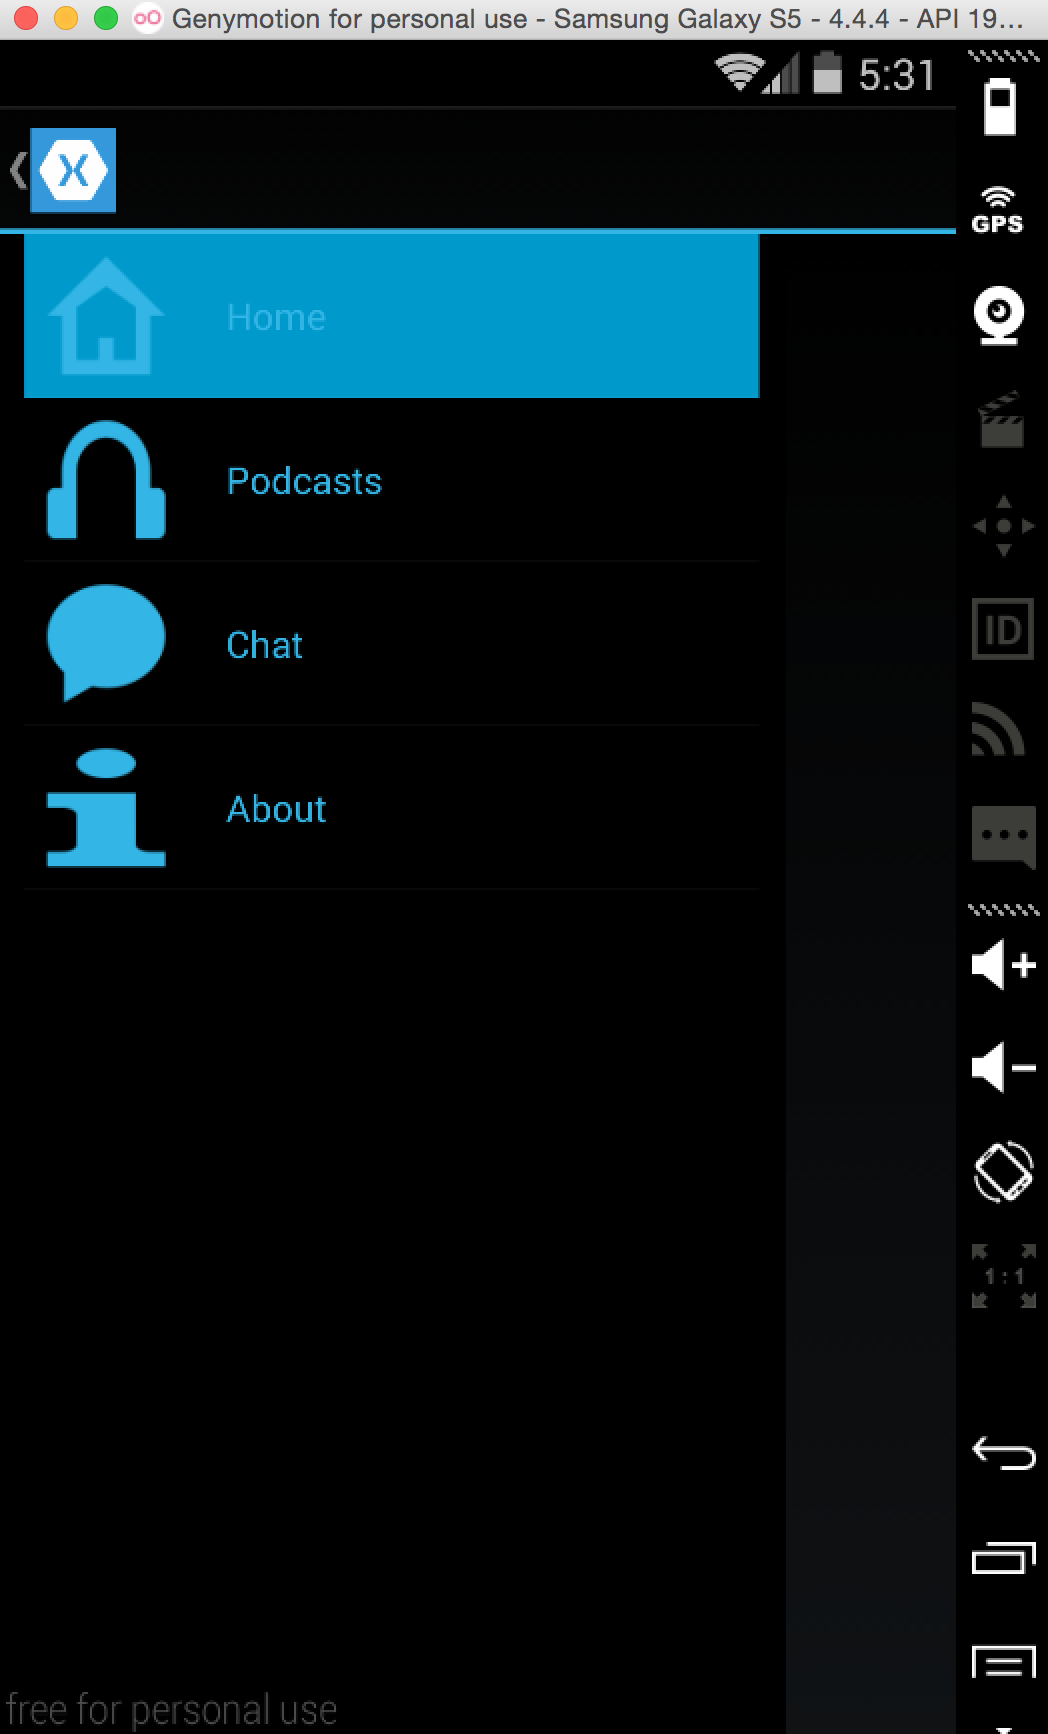 Genymotion for personal use - Samsung Galaxy S5 - 4.4.4 - API 19...
5:31
GPS
Home
Podcasts
Chat
ID
About
1 : 1
free for personal use